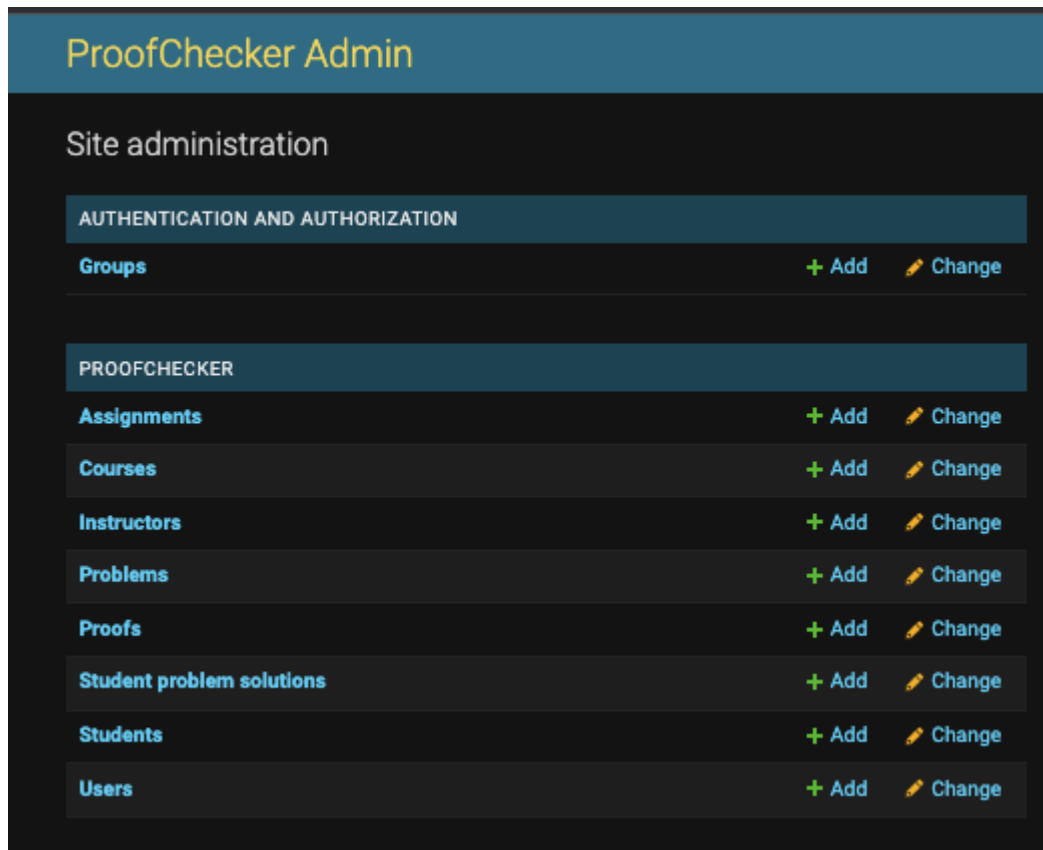 ProofChecker Admin
Site administration
AUTHENTICATION AND AUTHORIZATION
Groups + Add Change
PROOFCHECKER
Assignments + Add Change
Courses + Add Change
Instructors + Add Change
Problems + Add Change
Proofs + Add Change
Student problem solutions + Add Change
Students + Add Change
Users + Add Change